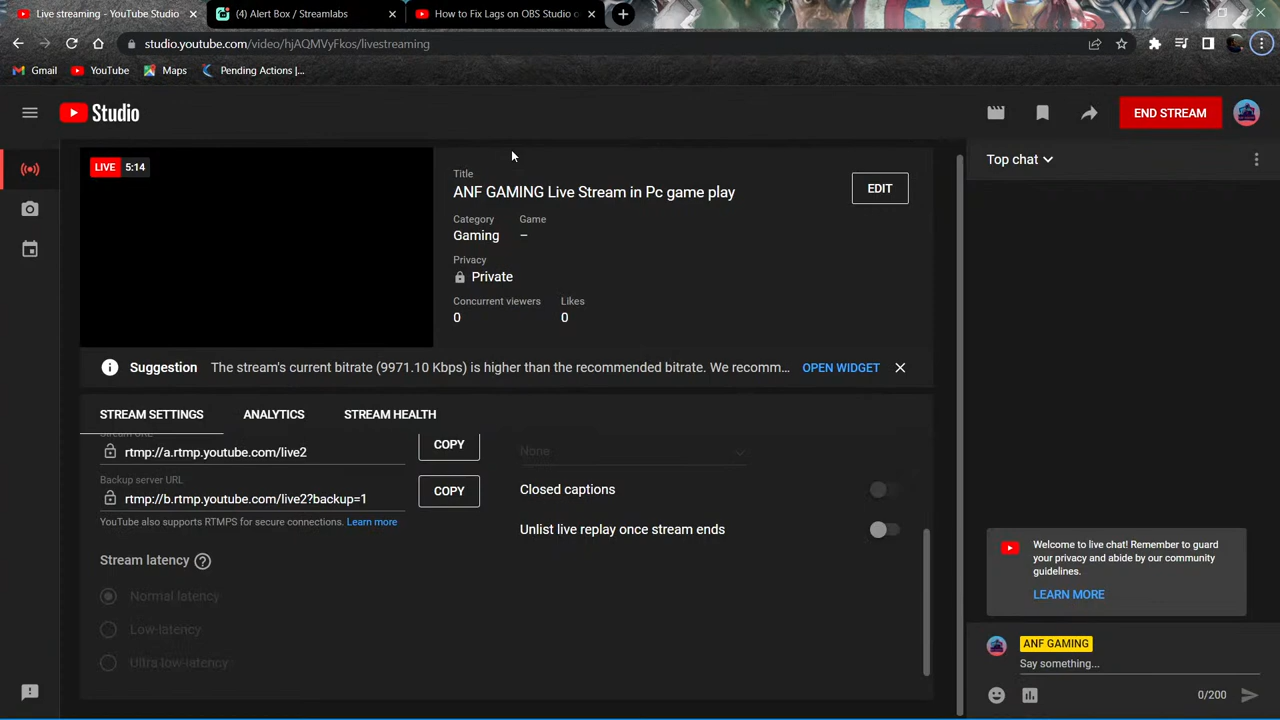 Live streaming - YouTube Studio
(4) Alert Box / Streamlabs
How to Fix Lags on OBS Studio o
studio.youtube.com/video/hjAQMVyFkos/livestreaming
Gmail
YouTube
Maps
Pending Actions |...
Studio
END STREAM
LIVE 5:14
Title
ANF GAMING Live Stream in Pc game play
EDIT
Category Game
Gaming –
Privacy
Private
Concurrent viewers Likes
0 0
Top chat
Suggestion The stream's current bitrate (9971.10 Kbps) is higher than the recommended bitrate. We recomm... OPEN WIDGET
STREAM SETTINGS ANALYTICS STREAM HEALTH
Stream URL
rtmp://a.rtmp.youtube.com/live2
COPY
Backup server URL
rtmp://b.rtmp.youtube.com/live2?backup=1
COPY
YouTube also supports RTMPS for secure connections. Learn more
Stream latency
Normal latency
Low-latency
Ultra low-latency
None
Closed captions
Unlist live replay once stream ends
Welcome to live chat! Remember to guard
your privacy and abide by our community
guidelines.
LEARN MORE
ANF GAMING
Say something...
0/200